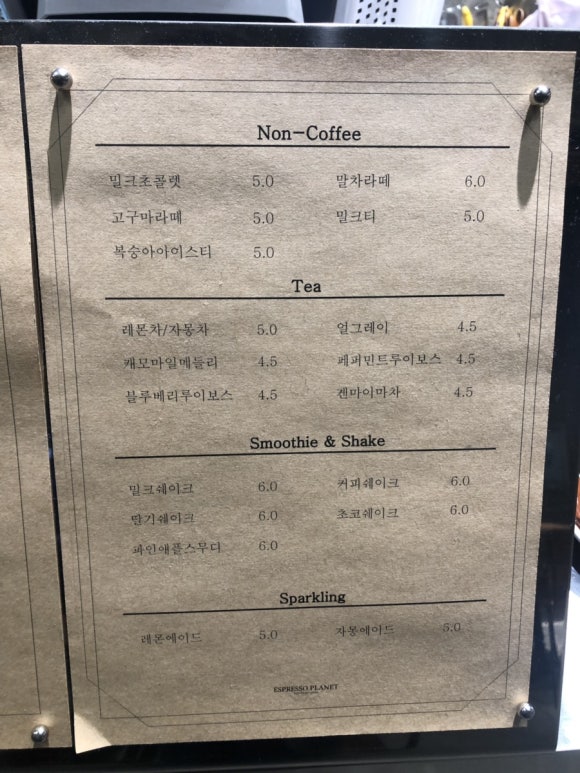 Non-Coffee
밀크초콜렛 5.0 말차라떼 6.0
고구마라떼 5.0 밀크티 5.0
복숭아아이스티 5.0
Tea
레몬차/자몽차 5.0 얼그레이 4.5
캐모마일메들리 4.5 페퍼민트루이보스 4.5
블루베리루이보스 4.5 겐마이마차 4.5
Smoothie & Shake
밀크쉐이크 6.0 커피쉐이크 6.0
딸기쉐이크 6.0 초코쉐이크 6.0
파인애플스무디 6.0
Sparkling
레몬에이드 5.0 자몽에이드 5.0
ESPRESSO PLANET